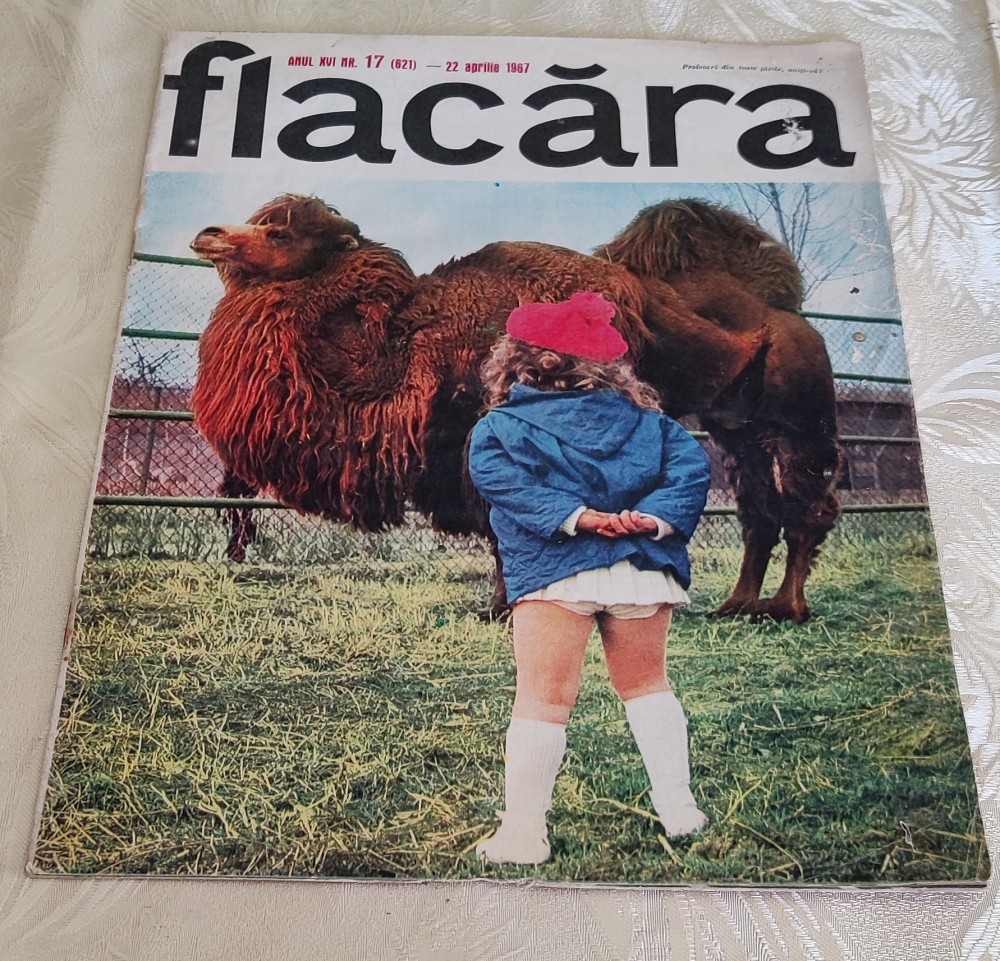 ANUL XVI NR. 17 (621) — 22 aprilie 1967
Proletari din toate țările, uniți-vă!
flacăra